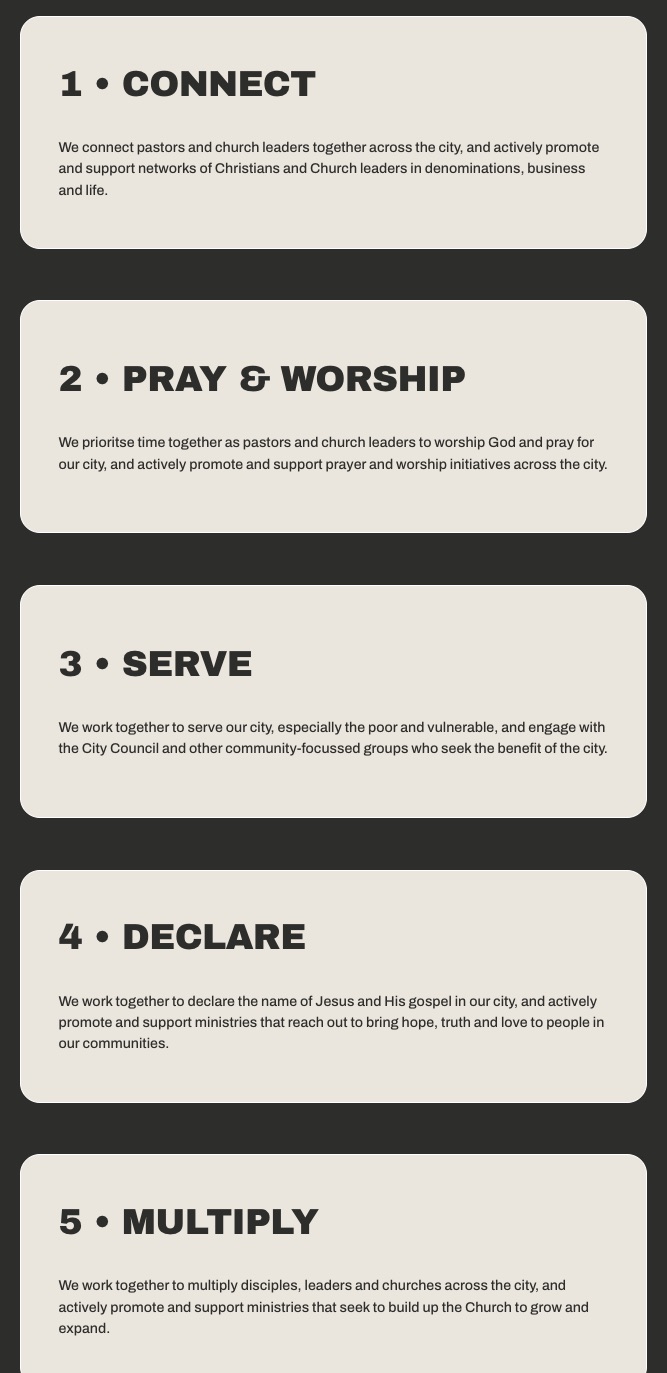 1 • CONNECT
We connect pastors and church leaders together across the city, and actively promote
and support networks of Christians and Church leaders in denominations, business
and life.
2 • PRAY & WORSHIP
We prioritse time together as pastors and church leaders to worship God and pray for
our city, and actively promote and support prayer and worship initiatives across the city.
3 • SERVE
We work together to serve our city, especially the poor and vulnerable, and engage with
the City Council and other community-focussed groups who seek the benefit of the city.
4 • DECLARE
We work together to declare the name of Jesus and His gospel in our city, and actively
promote and support ministries that reach out to bring hope, truth and love to people in
our communities.
5 • MULTIPLY
We work together to multiply disciples, leaders and churches across the city, and
actively promote and support ministries that seek to build up the Church to grow and
expand.